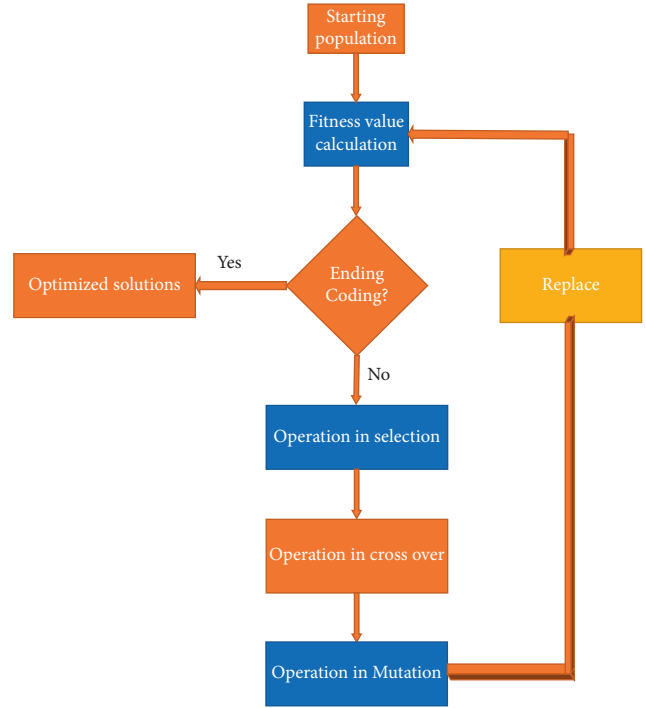 Starting
population
Fitness value
calculation
Ending
Coding?
Yes
Optimized solutions
Replace
No
Operation in selection
Operation in cross over
Operation in Mutation